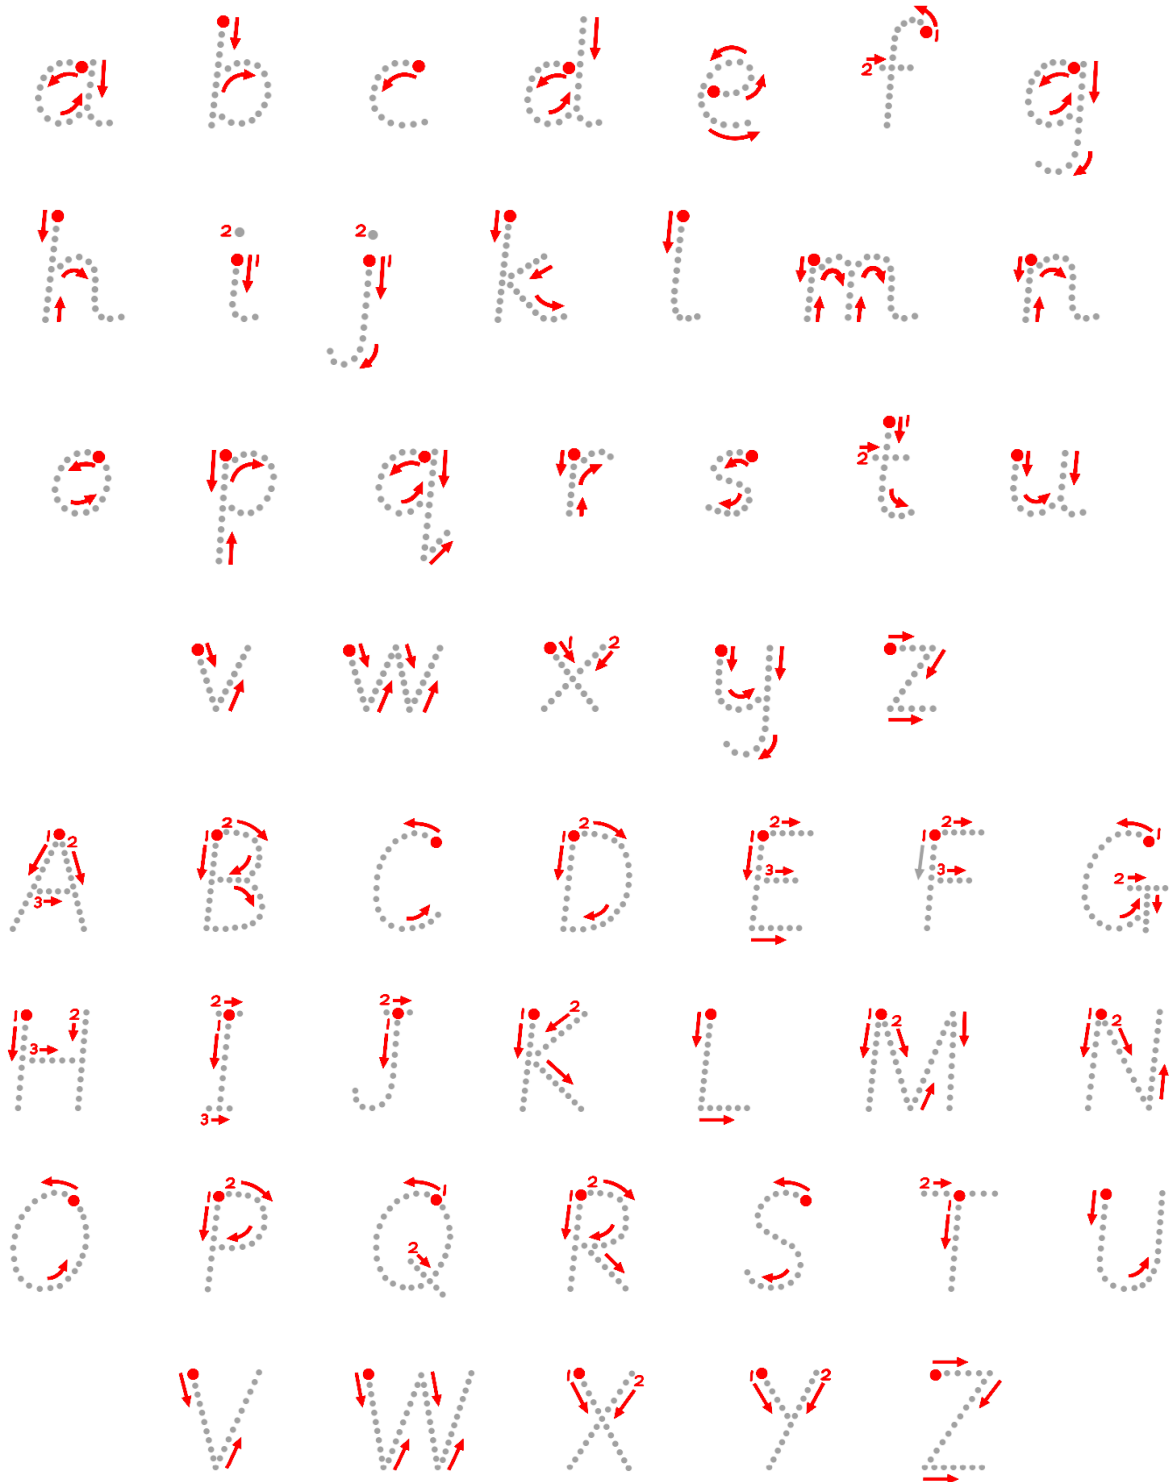 a b c d e f g
h i j k l m n
o p q r s t u
v w x y z
A B C D E F G
H I J K L M N
O P Q R S T U
V W X Y Z